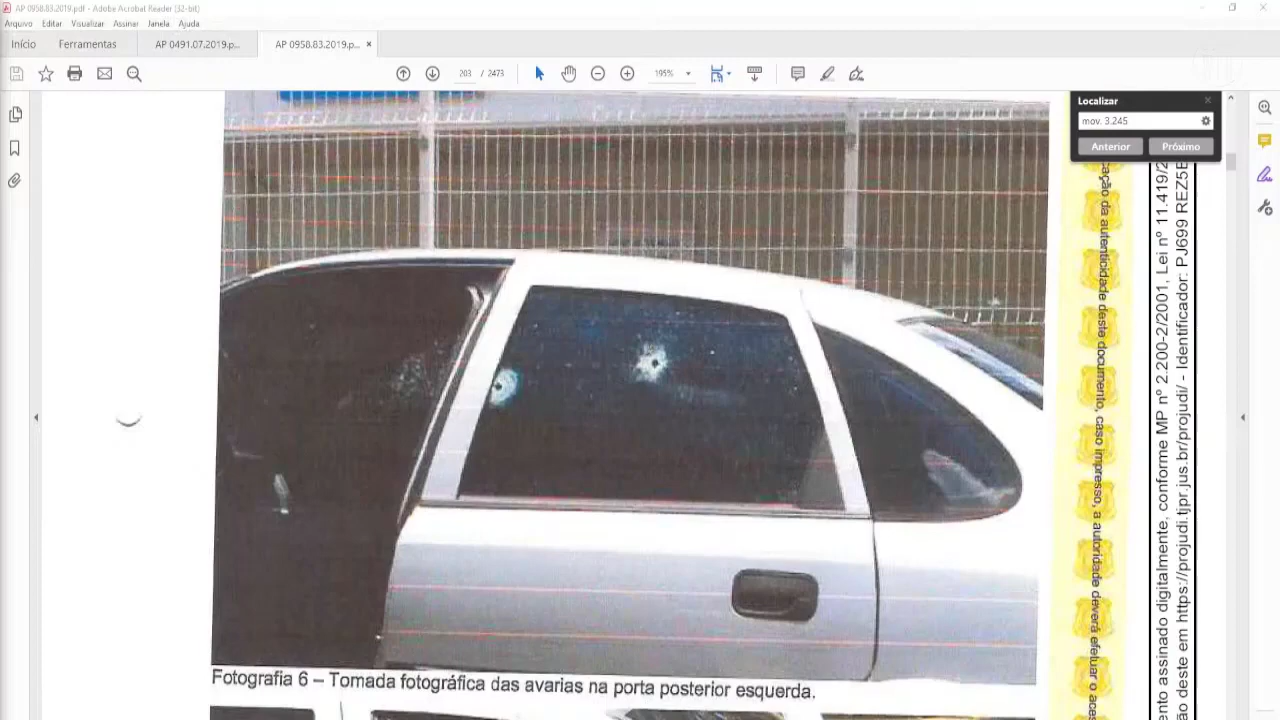 AP 0958.83.2019.pdf - Adobe Acrobat Reader (32-bit)
Arquivo Editar Visualizar Assinar Janela Ajuda
Início Ferramentas AP 0491.07.2019.p... AP 0958.83.2019.p... ×
203 / 2473 195%
Localizar
mov. 3.245
Anterior Próximo
Fotografia 6 – Tomada fotográfica das avarias na porta posterior esquerda.
cação da autenticidade deste documento, caso impresso, a autoridade deverá efetuar o aces
ento assinado digitalmente, conforme MP nº 2.200-2/2001, Lei nº 11.419/2
ão deste em https://projudi.tjpr.jus.br/projudi/ - Identificador: PJ699 REZ5E